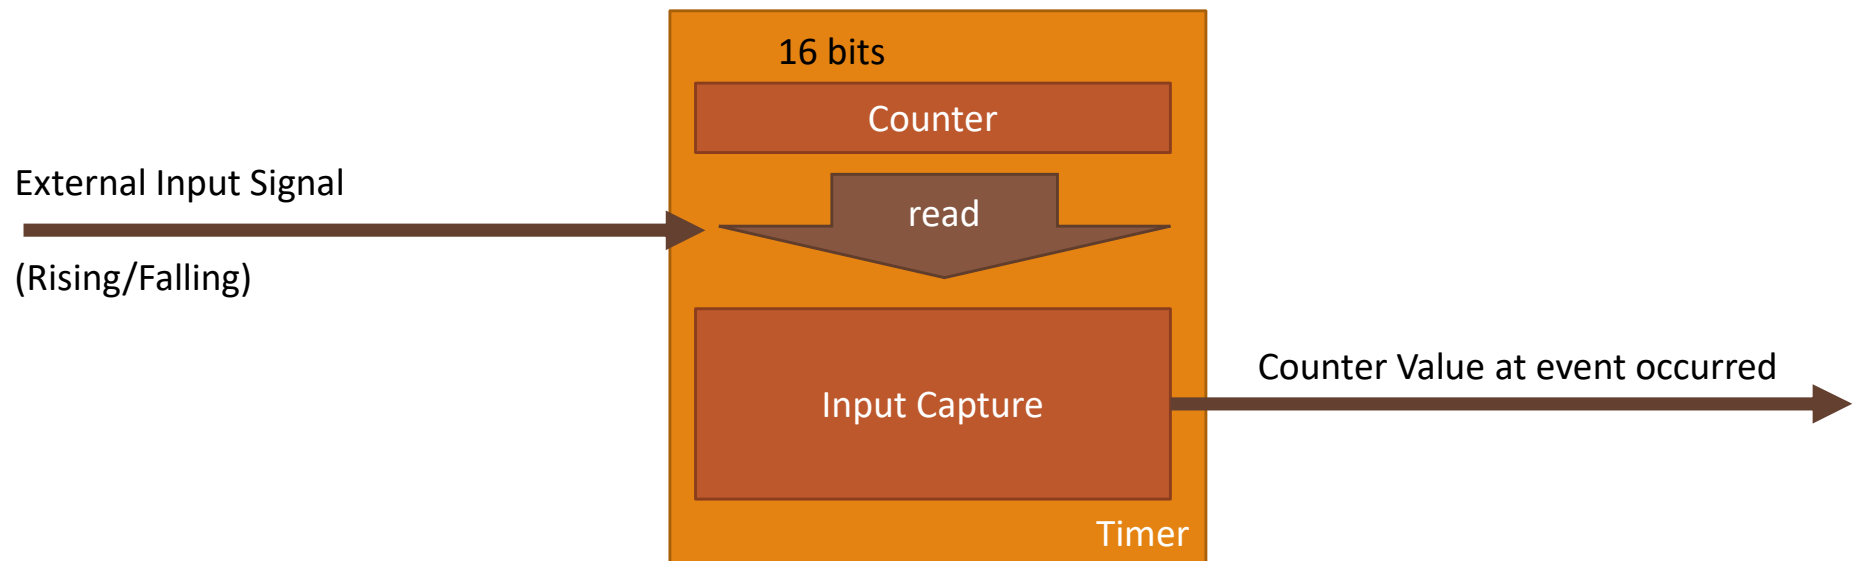 16 bits
Counter
External Input Signal
read
(Rising/Falling)
Counter Value at event occurred
Input Capture
Timer